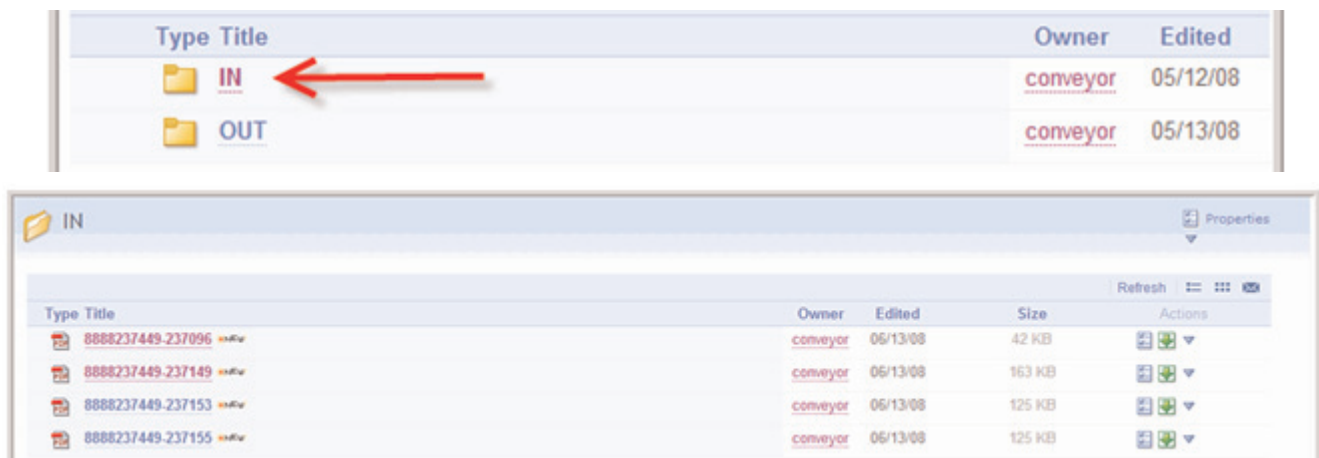 Type Title Owner Edited
IN conveyor 05/12/08
OUT conveyor 05/13/08
IN Properties
Refresh
Type Title Owner Edited Size Actions
8888237449-237096 conveyor 06/13/08 42 KB
8888237449-237149 conveyor 06/13/08 163 KB
8888237449-237153 conveyor 06/13/08 125 KB
8888237449-237155 conveyor 06/13/08 125 KB